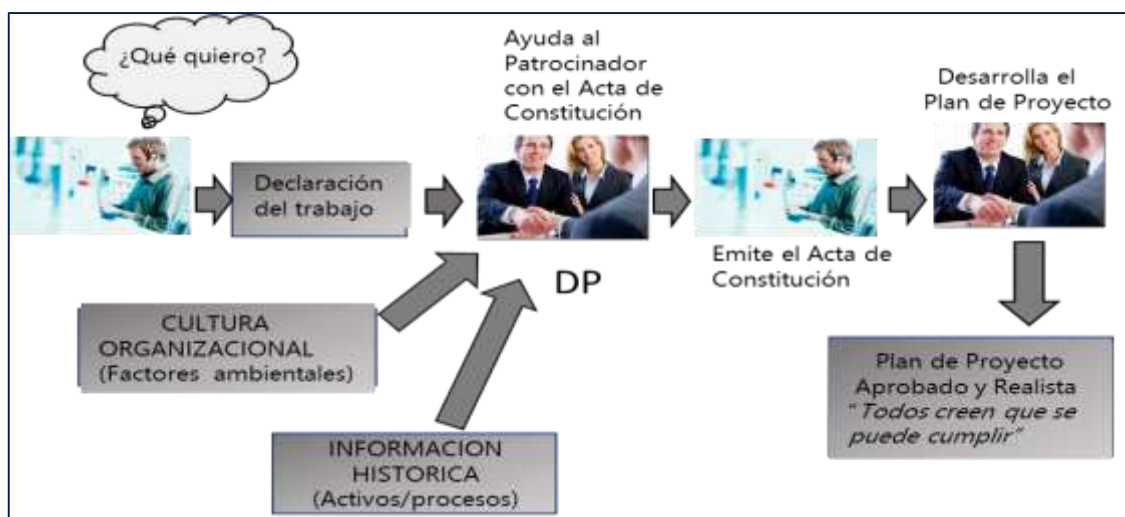 ¿Qué quiero?
Declaración
del trabajo
Ayuda al
Patrocinador
con el Acta de
Constitución
DP
Emite el Acta de
Constitución
Desarrolla el
Plan de Proyecto
CULTURA
ORGANIZACIONAL
(Factores ambientales)
INFORMACION
HISTORICA
(Activos/procesos)
Plan de Proyecto
Aprobado y Realista
“Todos creen que se
puede cumplir”